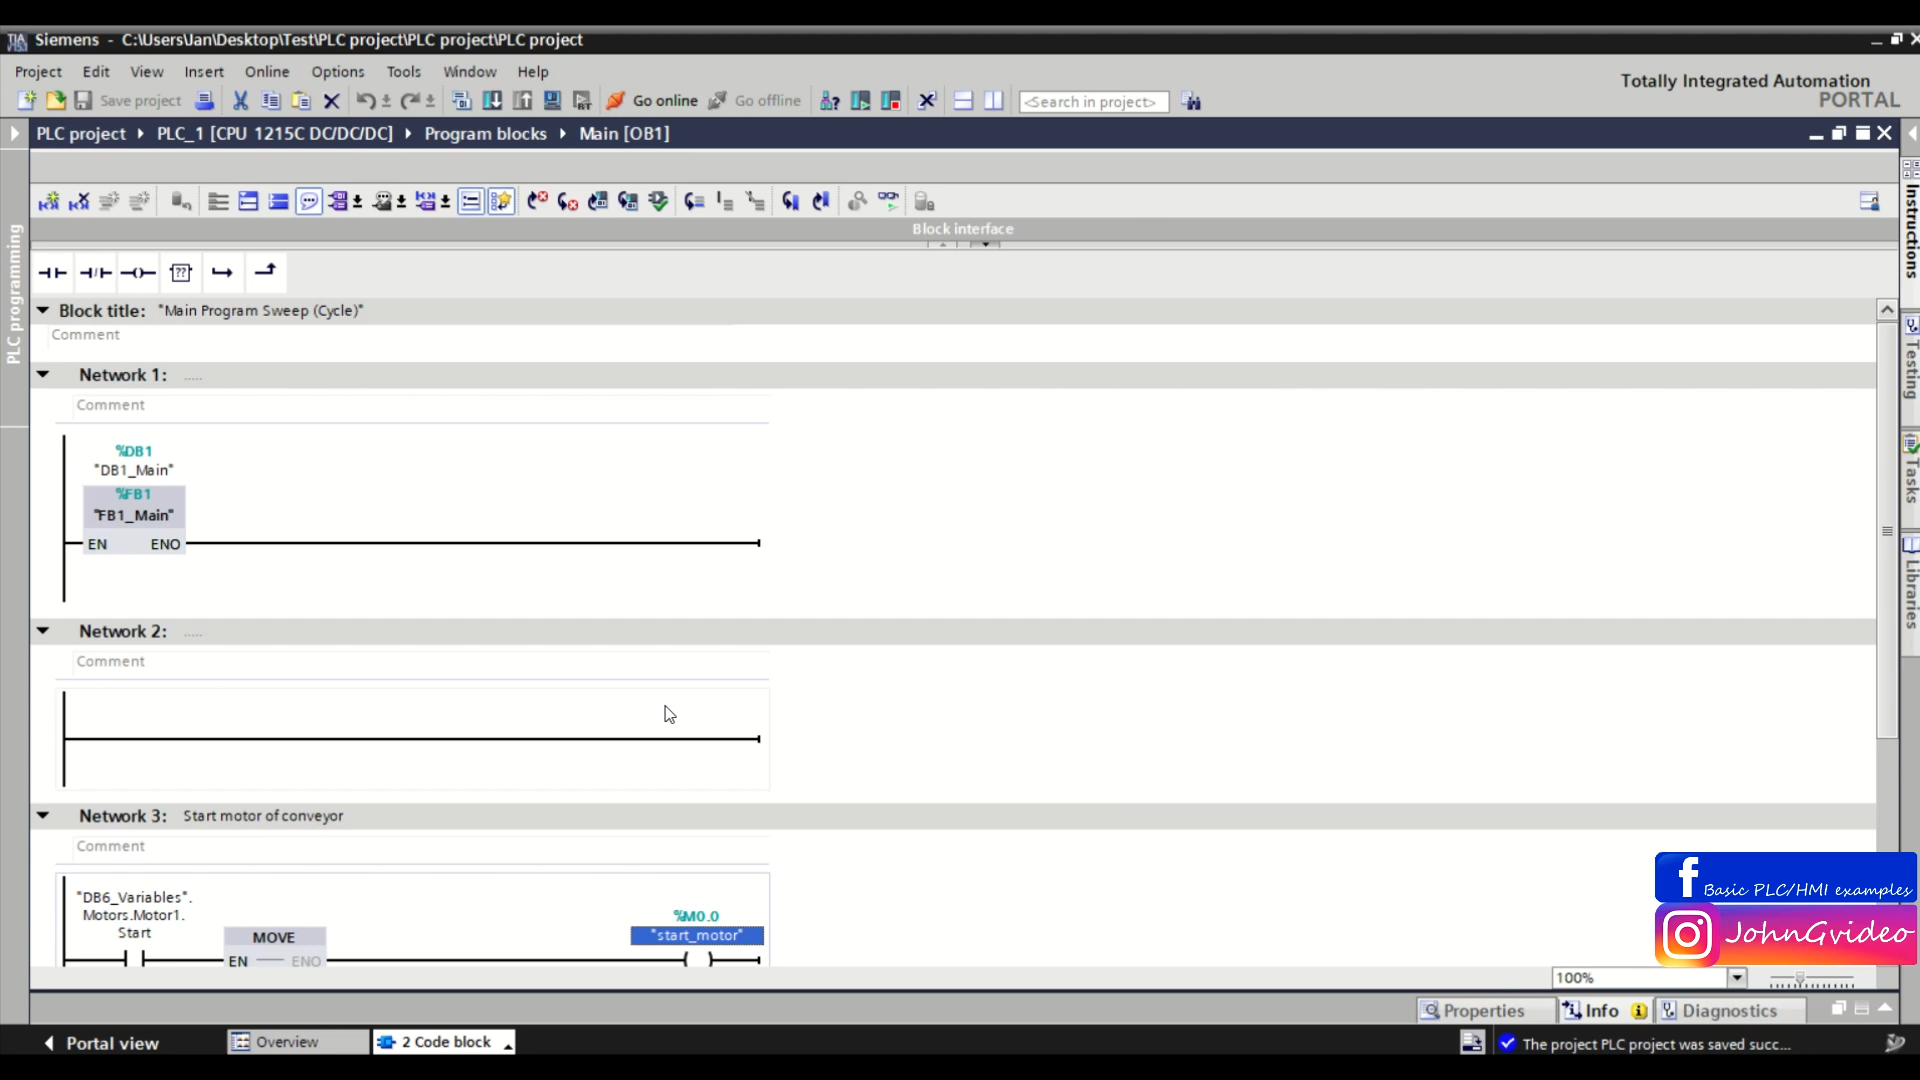 Siemens - C:\Users\Jan\Desktop\Test\PLC project\PLC project\PLC project
Project Edit View Insert Online Options Tools Window Help
Totally Integrated Automation
PORTAL
Save project Go online Go offline <Search in project>
PLC project PLC_1 [CPU 1215C DC/DC/DC] Program blocks Main [OB1]
Block interface
PLC programming
Instructions
Testing
Tasks
Libraries
??
Block title: "Main Program Sweep (Cycle)"
Comment
Network 1: .....
Comment
%DB1
"DB1_Main"
%FB1
"FB1_Main"
EN ENO
Network 2: .....
Comment
Network 3: Start motor of conveyor
Comment
"DB6_Variables".
Motors.Motor1.
Start
MOVE
EN ENO
%M0.0
"start_motor"
f Basic PLC/HMI examples
JohnGvideo
100%
Properties Info Diagnostics
Portal view Overview 2 Code block The project PLC project was saved succ...